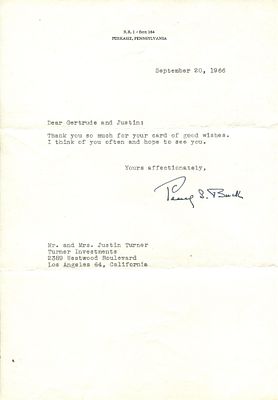 R.R. 1 - Box 164
PERKASIE, PENNSYLVANIA
September 20, 1966
Dear Gertrude and Justin:
Thank you so much for your card of good wishes.
I think of you often and hope to see you.
Yours affectionately,
Pearl S. Buck
Mr. and Mrs. Justin Turner
Turner Investments
2389 Westwood Boulevard
Los Angeles 64, California